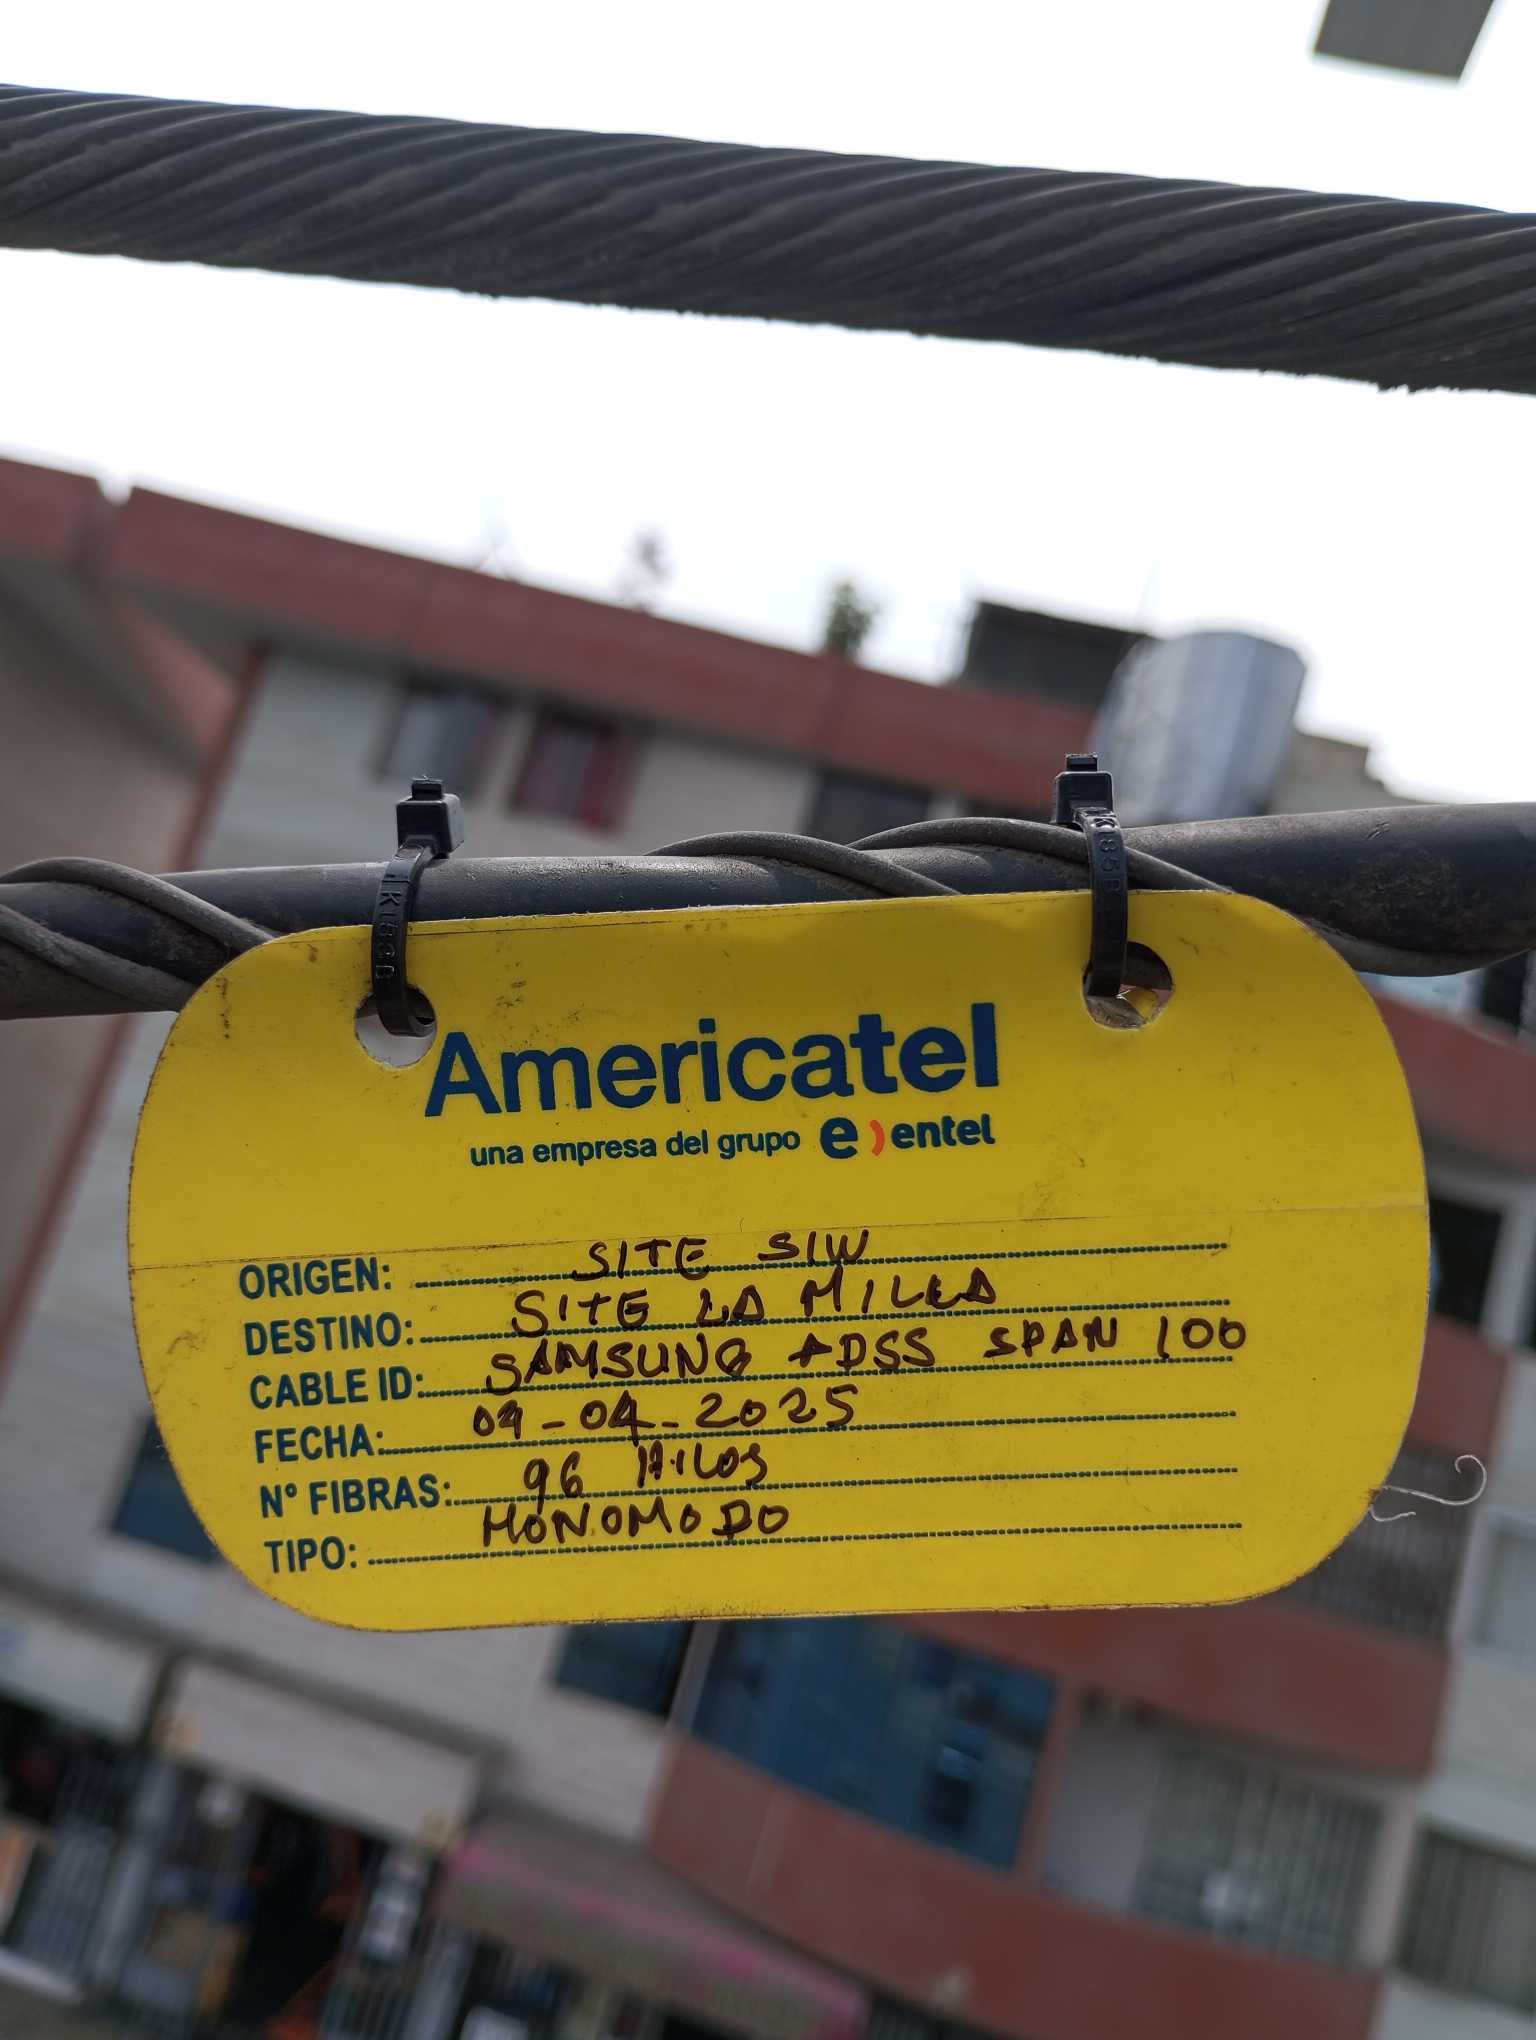 Americatel
una empresa del grupo e) entel
ORIGEN: SITE SIW
DESTINO: SITE LA MILLA
CABLE ID: SAMSUNG ADSS SPAN 100
FECHA: 09-04-2025
N° FIBRAS: 96 HILOS
TIPO: MONOMODO